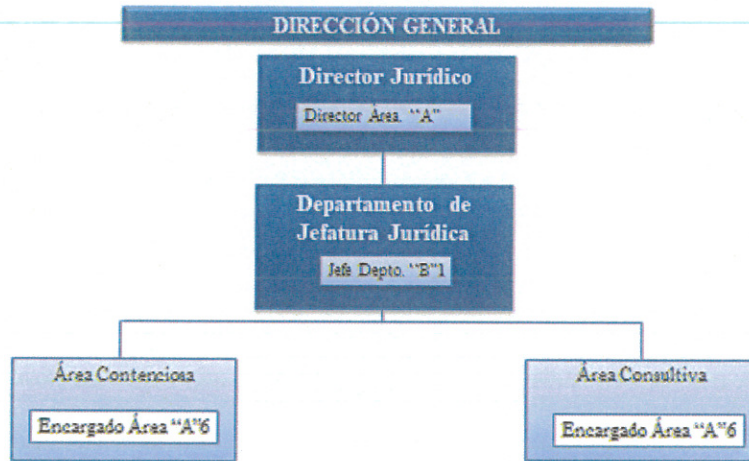 DIRECCIÓN GENERAL
Director Jurídico
Director Área. “A”
Departamento de
Jefatura Jurídica
Jefe Depto. “B”1
Área Contenciosa
Encargado Área “A”6
Área Consultiva
Encargado Área “A”6